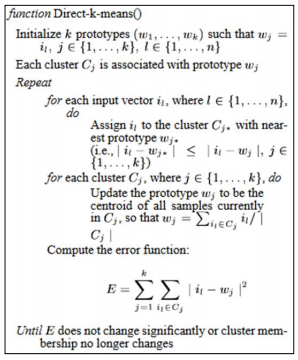 function Direct-k-means()
Initialize k prototypes (w₁, . . . , wₖ) such that wⱼ =
iₗ, j ∈ {1, . . . , k}, l ∈ {1, . . . , n}
Each cluster Cⱼ is associated with prototype wⱼ
Repeat
for each input vector iₗ, where l ∈ {1, . . . , n},
do
Assign iₗ to the cluster Cⱼ* with near-
est prototype wⱼ*
(i.e., | iₗ − wⱼ* | ≤ | iₗ − wⱼ |, j ∈
{1, . . . , k})
for each cluster Cⱼ, where j ∈ {1, . . . , k}, do
Update the prototype wⱼ to be the
centroid of all samples currently
in Cⱼ, so that wⱼ = ∑_{iₗ∈Cⱼ} iₗ/ |
Cⱼ |
Compute the error function:
E = ∑_{j=1}^{k} ∑_{iₗ∈Cⱼ} | iₗ − wⱼ |²
Until E does not change significantly or cluster mem-
bership no longer changes